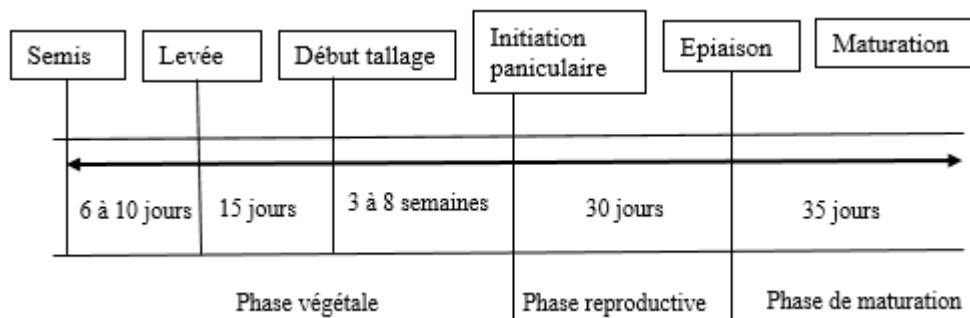 Semis
Levée
Début tallage
Initiation
paniculaire
Epiaison
Maturation
6 à 10 jours
15 jours
3 à 8 semaines
30 jours
35 jours
Phase végétale
Phase reproductive
Phase de maturation